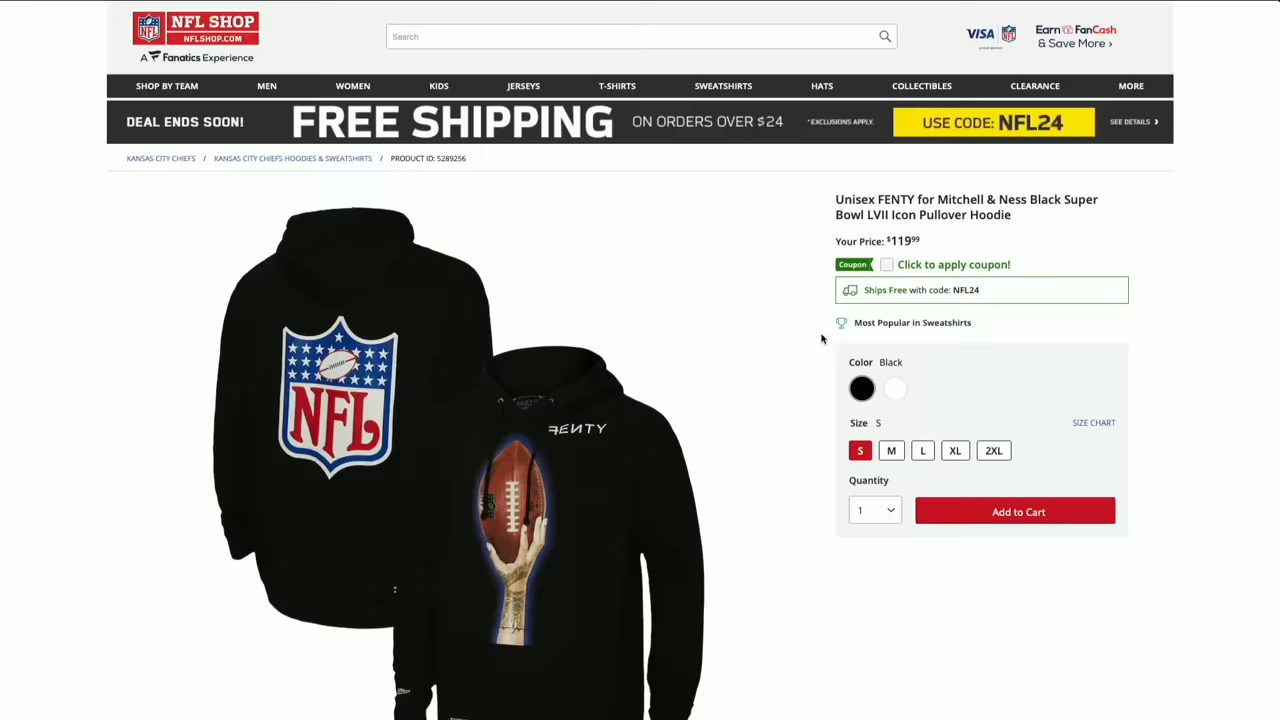 NFL SHOP
NFLSHOP.COM
A Fanatics Experience
Search
VISA
Earn FanCash
& Save More ›
SHOP BY TEAM MEN WOMEN KIDS JERSEYS T-SHIRTS SWEATSHIRTS HATS COLLECTIBLES CLEARANCE MORE
DEAL ENDS SOON! FREE SHIPPING ON ORDERS OVER $24 *EXCLUSIONS APPLY. USE CODE: NFL24 SEE DETAILS ❯
KANSAS CITY CHIEFS / KANSAS CITY CHIEFS HOODIES & SWEATSHIRTS / PRODUCT ID: 5289256
Unisex FENTY for Mitchell & Ness Black Super
Bowl LVII Icon Pullover Hoodie
Your Price: $119⁹⁹
Coupon Click to apply coupon!
Ships Free with code: NFL24
Most Popular in Sweatshirts
Color Black
Size S SIZE CHART
S M L XL 2XL
Quantity
1 Add to Cart
NFL
FENTY